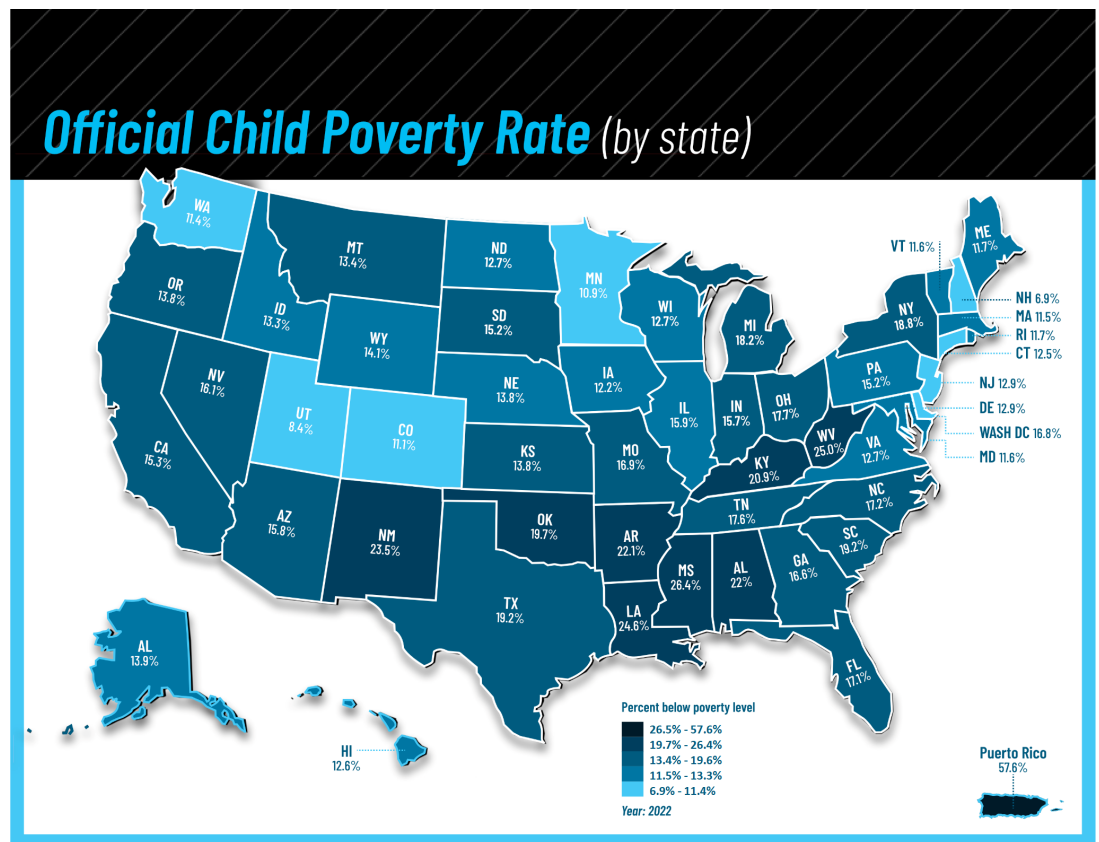 Official Child Poverty Rate (by state)
WA
11.4%
MT
13.4%
ND
12.7%
MN
10.9%
VT 11.6%
ME
11.7%
OR
13.8%
ID
13.3%
SD
15.2%
WI
12.7%
MI
18.2%
NY
18.8%
NH 6.9%
MA 11.5%
RI 11.7%
CT 12.5%
WY
14.1%
NV
16.1%
NE
13.8%
IA
12.2%
PA
15.2%
NJ 12.9%
DE 12.9%
WASH DC 16.8%
MD 11.6%
UT
8.4%
CO
11.1%
IL
15.9%
IN
15.7%
OH
17.7%
WV
25.0%
VA
12.7%
CA
15.3%
KS
13.8%
MO
16.9%
KY
20.9%
NC
17.2%
TN
17.6%
AZ
15.8%
NM
23.5%
OK
19.7%
AR
22.1%
SC
19.2%
MS
26.4%
AL
22%
GA
16.6%
TX
19.2%
LA
24.6%
FL
17.1%
AL
13.9%
HI
12.6%
Percent below poverty level
26.5% - 57.6%
19.7% - 26.4%
13.4% - 19.6%
11.5% - 13.3%
6.9% - 11.4%
Year: 2022
Puerto Rico
57.6%